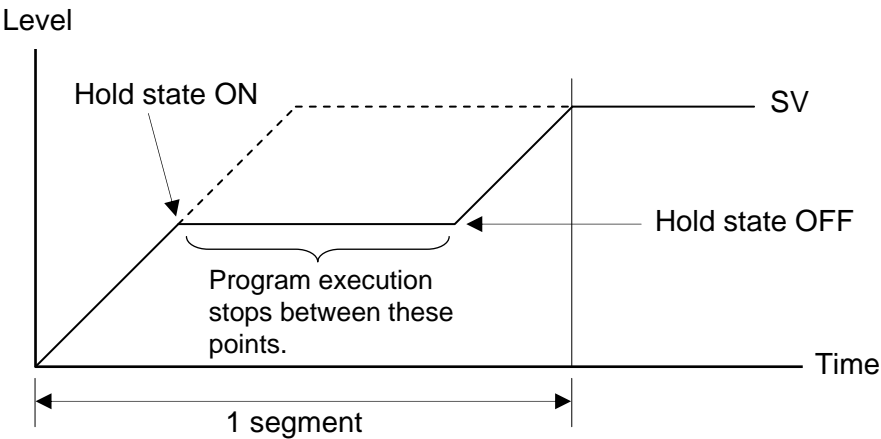 Level
Hold state ON
SV
Hold state OFF
Program execution
stops between these
points.
Time
1 segment